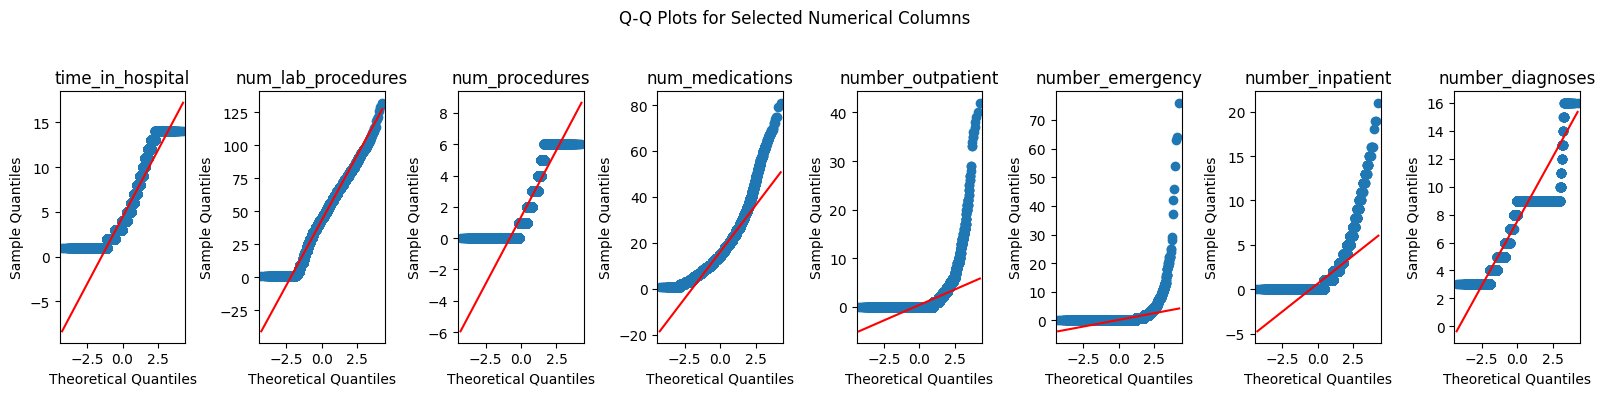 Q-Q Plots for Selected Numerical Columns
time_in_hospital
15
10
5
0
−5
Sample Quantiles
−2.5 0.0 2.5
Theoretical Quantiles
num_lab_procedures
125
100
75
50
25
0
−25
Sample Quantiles
−2.5 0.0 2.5
Theoretical Quantiles
num_procedures
8
6
4
2
0
−2
−4
−6
Sample Quantiles
−2.5 0.0 2.5
Theoretical Quantiles
num_medications
80
60
40
20
0
−20
Sample Quantiles
−2.5 0.0 2.5
Theoretical Quantiles
number_outpatient
40
30
20
10
0
Sample Quantiles
−2.5 0.0 2.5
Theoretical Quantiles
number_emergency
70
60
50
40
30
20
10
0
Sample Quantiles
−2.5 0.0 2.5
Theoretical Quantiles
number_inpatient
20
15
10
5
0
−5
Sample Quantiles
−2.5 0.0 2.5
Theoretical Quantiles
number_diagnoses
16
14
12
10
8
6
4
2
0
Sample Quantiles
−2.5 0.0 2.5
Theoretical Quantiles